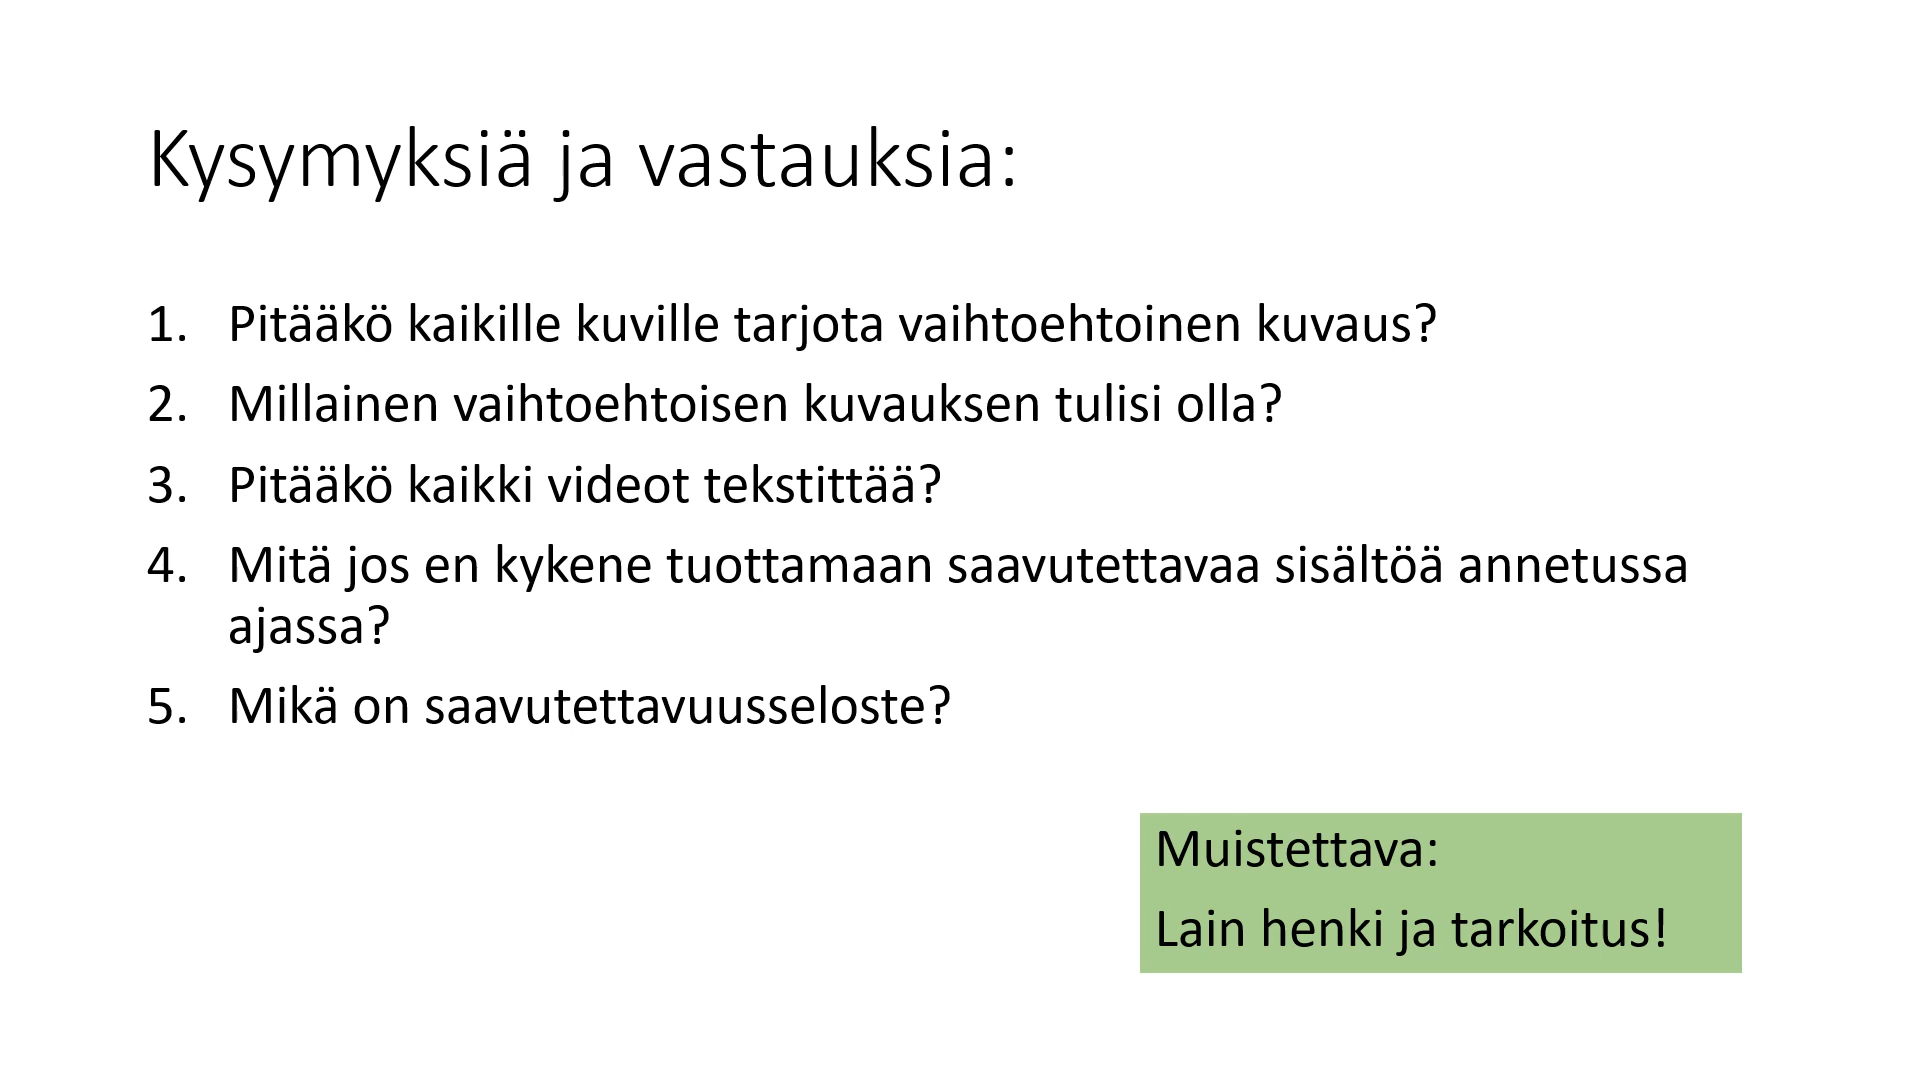 Kysymyksiä ja vastauksia:
1. Pitääkö kaikille kuville tarjota vaihtoehtoinen kuvaus?
2. Millainen vaihtoehtoisen kuvauksen tulisi olla?
3. Pitääkö kaikki videot tekstittää?
4. Mitä jos en kykene tuottamaan saavutettavaa sisältöä annetussa
ajassa?
5. Mikä on saavutettavuusseloste?
Muistettava:
Lain henki ja tarkoitus!